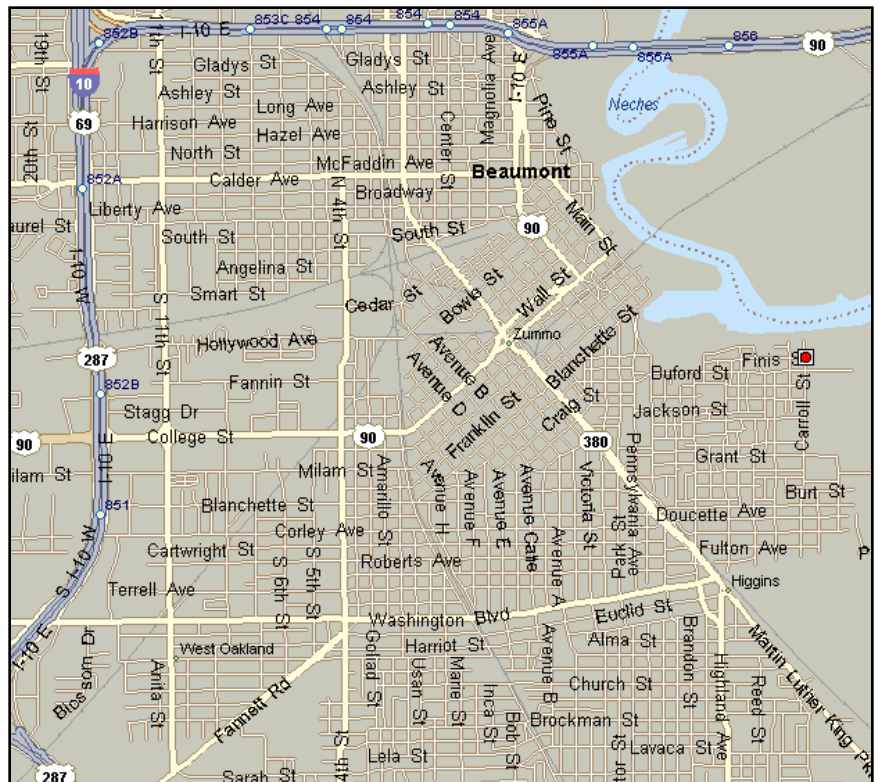 853C
854
854
854
854
855A
852B
I-10 E
855A
855A
856
90
11th St
19th St
Gladys St
Gladys St
Magnolia Ave
I-10 E
10
Ashley St
Ashley St
Long Ave
Center St
Pine St
Neches
69
Harrison Ave
Hazel Ave
20th St
North St
McFaddin Ave
Beaumont
852A
Calder Ave
Broadway
N 4th St
Liberty Ave
Main St
aurel St
South St
South St
90
I-10 W
Angelina St
Bowie St
Wall St
Smart St
Cedar St
S 11th St
Hollywood Ave
Zummo
Blanchette St
287
Avenue B
Finis S
Fannin St
Avenue D
Buford St
852B
Stagg Dr
Franklin St
Craig St
Jackson St
Carroll St
90
College St
90
380
I-10 E
Pennsylvania Ave
Grant St
ilam St
Milam St
Amarillo St
Avenue H
Avenue F
Avenue E
Avenue Cate
Victoria St
Burt St
851
Blanchette St
Doucette Ave
S I-10 W
Corley Ave
Avenue A
Park St
Cartwright St
S 6th St
S 5th St
Roberts Ave
Fulton Ave
P
Terrell Ave
Higgins
Washington Blvd
Euclid St
I-10 E
Blossom Dr
West Oakland
Harriot St
Alma St
Brandon St
Martin Luther King Pk
Anita St
Goliad St
Usan St
Marie St
Avenue B
Church St
Highland Ave
Reed St
Fannett Rd
Inca St
Bob St
Brockman St
4th St
Lela St
tor St
Lavaca St
287
Sarah St